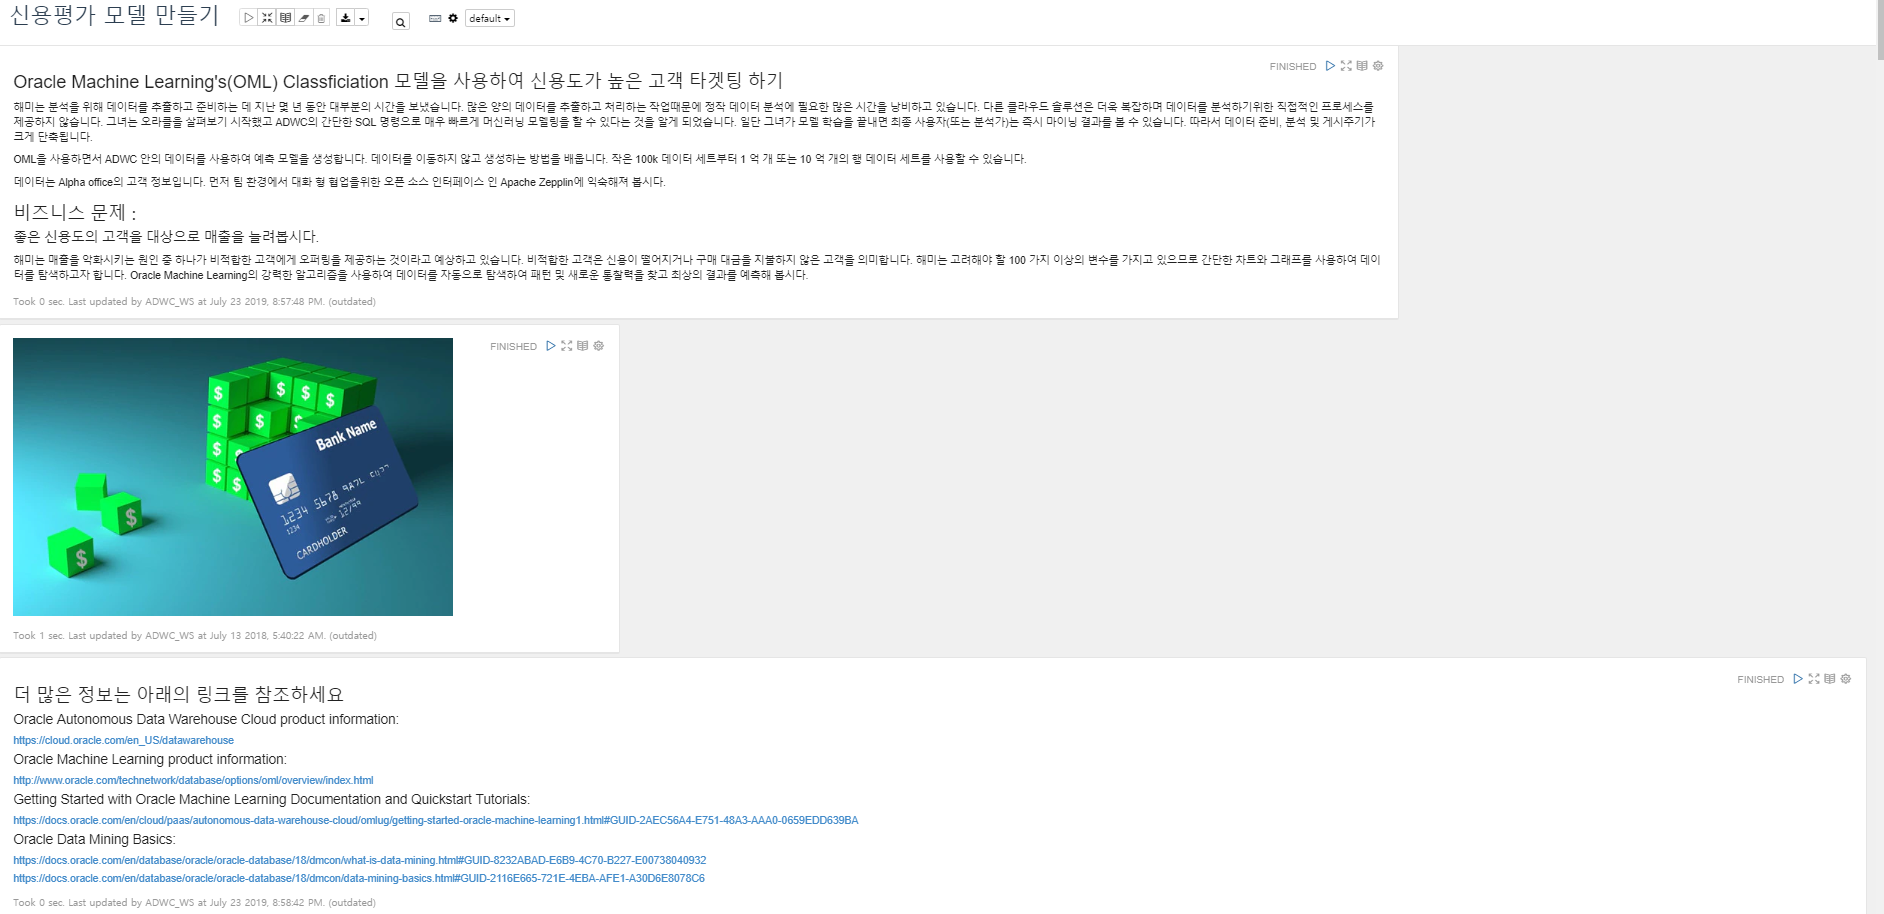 신용평가 모델 만들기
default
FINISHED
Oracle Machine Learning's(OML) Classficiation 모델을 사용하여 신용도가 높은 고객 타겟팅 하기
해미는 분석을 위해 데이터를 추출하고 준비하는 데 지난 몇 년 동안 대부분의 시간을 보냈습니다. 많은 양의 데이터를 추출하고 처리하는 작업때문에 정작 데이터 분석에 필요한 많은 시간을 낭비하고 있습니다. 다른 클라우드 솔루션은 더욱 복잡하며 데이터를 분석하기위한 직접적인 프로세스를
제공하지 않습니다. 그녀는 오라클을 살펴보기 시작했고 ADWC의 간단한 SQL 명령으로 매우 빠르게 머신러닝 모델링을 할 수 있다는 것을 알게 되었습니다. 일단 그녀가 모델 학습을 끝내면 최종 사용자(또는 분석가)는 즉시 마이닝 결과를 볼 수 있습니다. 따라서 데이터 준비, 분석 및 게시주기가
크게 단축됩니다.
OML을 사용하면서 ADWC 안의 데이터를 사용하여 예측 모델을 생성합니다. 데이터를 이동하지 않고 생성하는 방법을 배웁니다. 작은 100k 데이터 세트부터 1 억 개 또는 10 억 개의 행 데이터 세트를 사용할 수 있습니다.
데이터는 Alpha office의 고객 정보입니다. 먼저 팀 환경에서 대화 형 협업을위한 오픈 소스 인터페이스 인 Apache Zepplin에 익숙해져 봅시다.
비즈니스 문제 :
좋은 신용도의 고객을 대상으로 매출을 늘려봅시다.
해미는 매출을 악화시키는 원인 중 하나가 비적합한 고객에게 오퍼링을 제공하는 것이라고 예상하고 있습니다. 비적합한 고객은 신용이 떨어지거나 구매 대금을 지불하지 않은 고객을 의미합니다. 해미는 고려해야 할 100 가지 이상의 변수를 가지고 있으므로 간단한 차트와 그래프를 사용하여 데이
터를 탐색하고자 합니다. Oracle Machine Learning의 강력한 알고리즘을 사용하여 데이터를 자동으로 탐색하여 패턴 및 새로운 통찰력을 찾고 최상의 결과를 예측해 봅시다.
Took 0 sec. Last updated by ADWC_WS at July 23 2019, 8:57:48 PM. (outdated)
FINISHED
$ $ $ $
$ $ $
$
$ $
$
$
Bank Name
1234 5678
1234
12/99
CARDHOLDER
Took 1 sec. Last updated by ADWC_WS at July 13 2018, 5:40:22 AM. (outdated)
FINISHED
더 많은 정보는 아래의 링크를 참조하세요
Oracle Autonomous Data Warehouse Cloud product information:
https://cloud.oracle.com/en_US/datawarehouse
Oracle Machine Learning product information:
http://www.oracle.com/technetwork/database/options/oml/overview/index.html
Getting Started with Oracle Machine Learning Documentation and Quickstart Tutorials:
https://docs.oracle.com/en/cloud/paas/autonomous-data-warehouse-cloud/omlug/getting-started-oracle-machine-learning1.html#GUID-2AEC56A4-E751-48A3-AAA0-0659EDD639BA
Oracle Data Mining Basics:
https://docs.oracle.com/en/database/oracle/oracle-database/18/dmcon/what-is-data-mining.html#GUID-8232ABAD-E6B9-4C70-B227-E00738040932
https://docs.oracle.com/en/database/oracle/oracle-database/18/dmcon/data-mining-basics.html#GUID-2116E665-721E-4EBA-AFE1-A30D6E8078C6
Took 0 sec. Last updated by ADWC_WS at July 23 2019, 8:58:42 PM. (outdated)